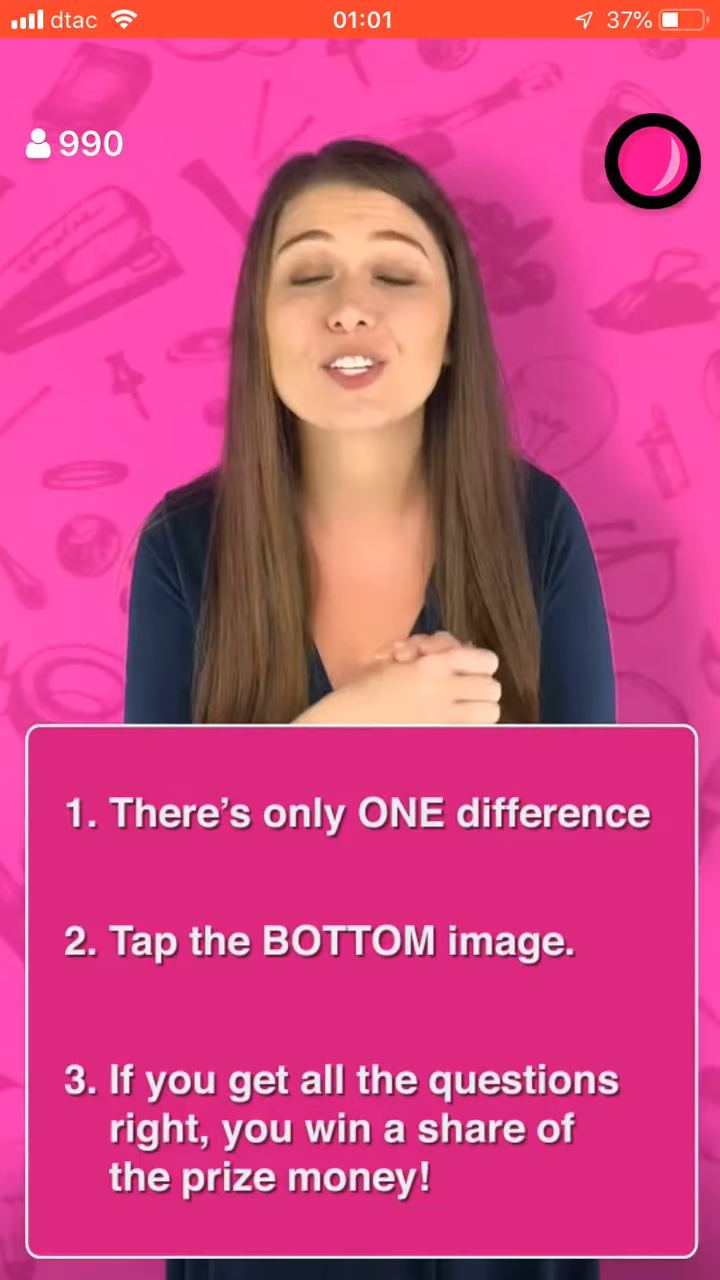 dtac 01:01 37%
990
1. There's only ONE difference
2. Tap the BOTTOM image.
3. If you get all the questions
right, you win a share of
the prize money!